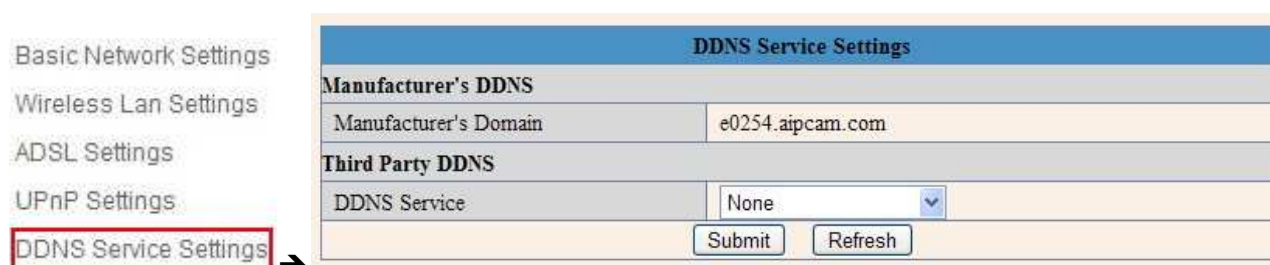 Basic Network Settings
Wireless Lan Settings
ADSL Settings
UPnP Settings
DDNS Service Settings
➔
DDNS Service Settings
Manufacturer's DDNS
Manufacturer's Domain e0254.aipcam.com
Third Party DDNS
DDNS Service None
Submit Refresh